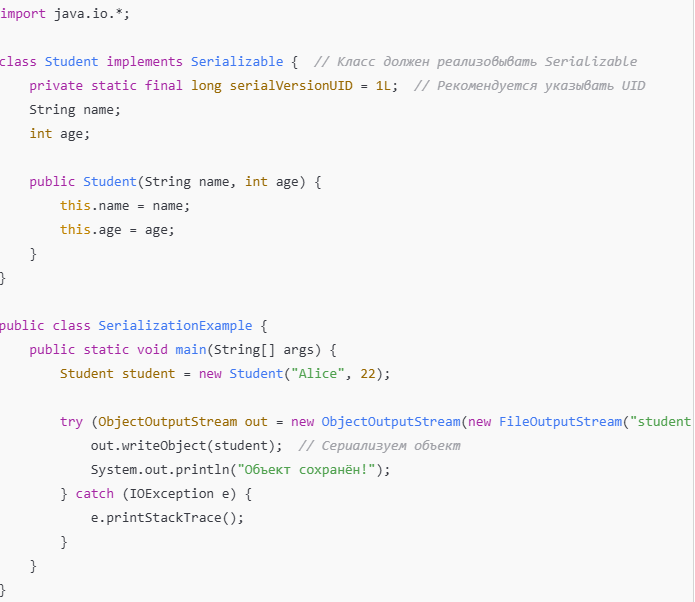 import java.io.*;
class Student implements Serializable {  // Класс должен реализовывать Serializable
    private static final long serialVersionUID = 1L;  // Рекомендуется указывать UID
    String name;
    int age;
    public Student(String name, int age) {
        this.name = name;
        this.age = age;
    }
}
public class SerializationExample {
    public static void main(String[] args) {
        Student student = new Student("Alice", 22);
        try (ObjectOutputStream out = new ObjectOutputStream(new FileOutputStream("student
            out.writeObject(student);  // Сериализуем объект
            System.out.println("Объект сохранён!");
        } catch (IOException e) {
            e.printStackTrace();
        }
    }
}